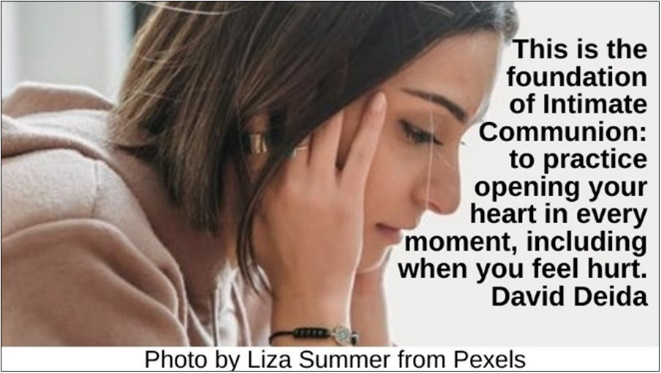 This is the
foundation
of Intimate
Communion:
to practice
opening your
heart in every
moment, including
when you feel hurt.
David Deida
Photo by Liza Summer from Pexels